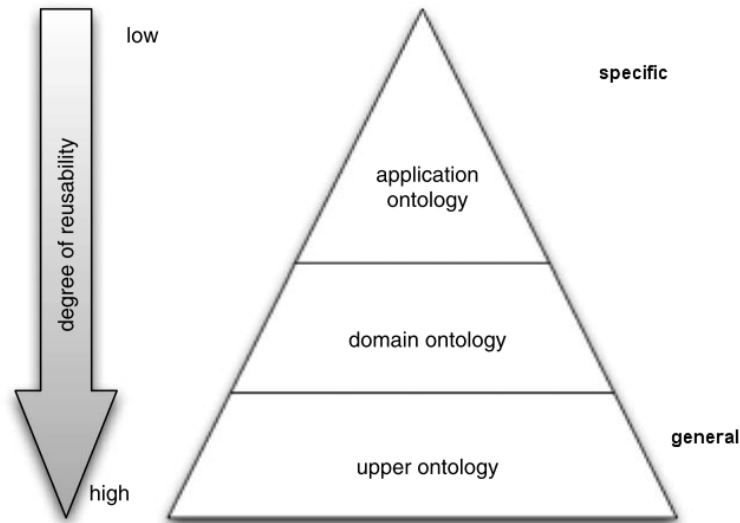 low
specific
application
ontology
degree of reusability
domain ontology
general
upper ontology
high